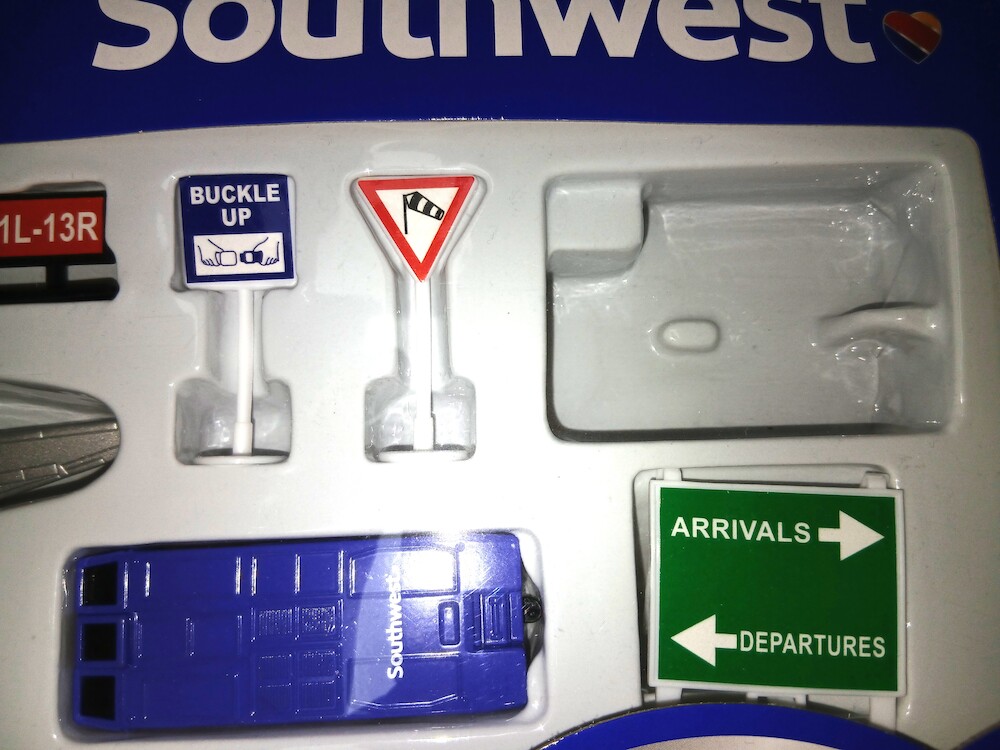 Southwest
1L-13R
BUCKLE
UP
ARRIVALS
DEPARTURES
Southwest